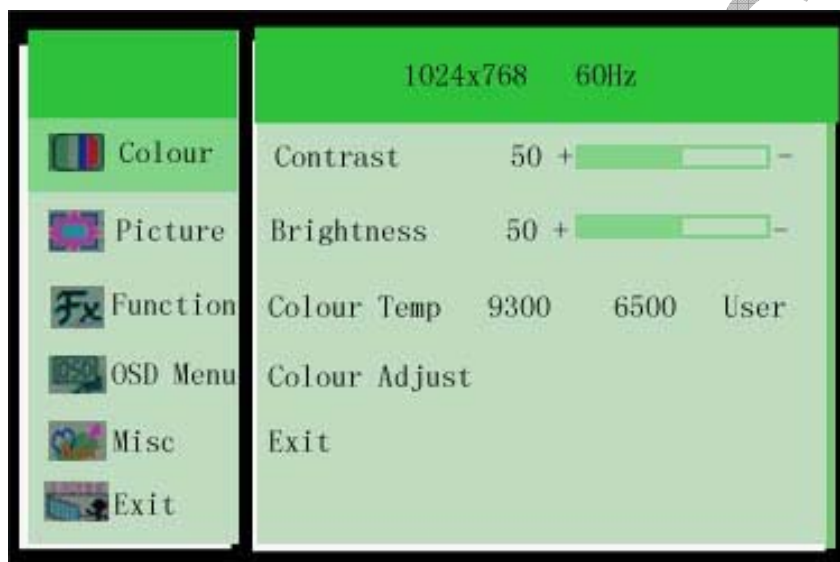 1024x768 60Hz
Colour
Picture
Function
OSD Menu
Misc
Exit
Contrast 50 + -
Brightness 50 + -
Colour Temp 9300 6500 User
Colour Adjust
Exit